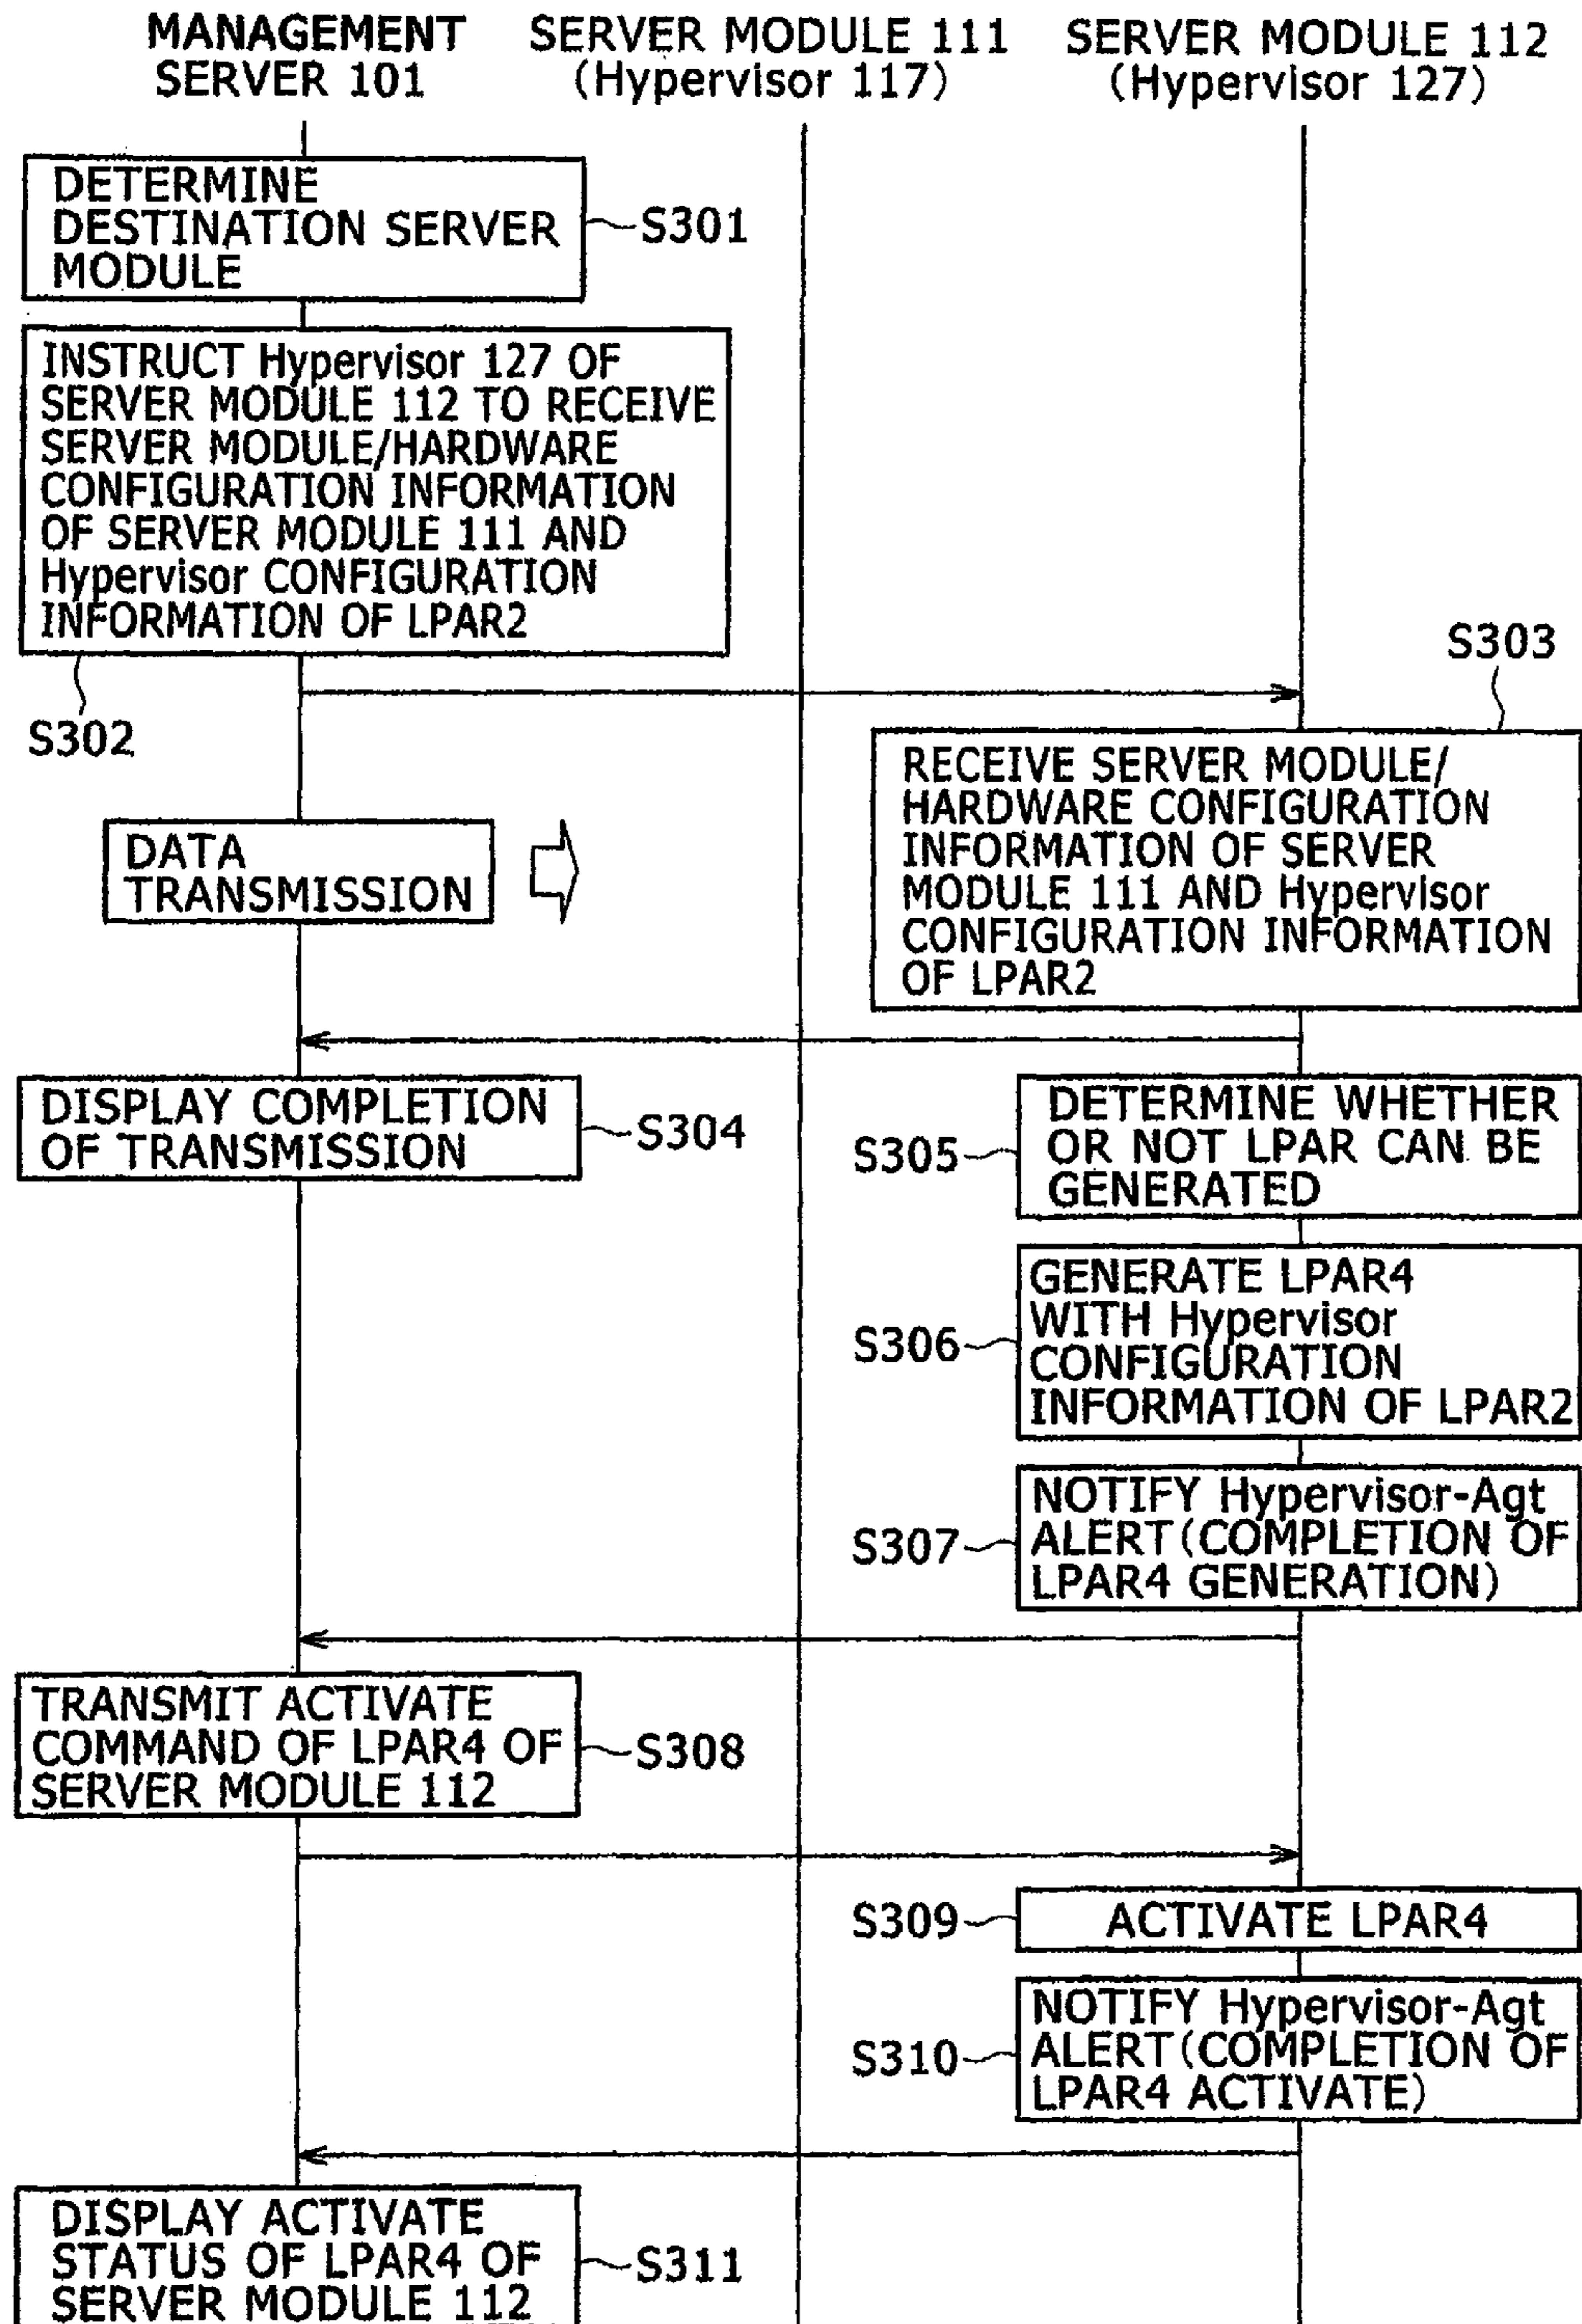 MANAGEMENT
SERVER 101
SERVER MODULE 111
(Hypervisor 117)
SERVER MODULE 112
(Hypervisor 127)
DETERMINE
DESTINATION SERVER
MODULE
S301
INSTRUCT Hypervisor 127 OF
SERVER MODULE 112 TO RECEIVE
SERVER MODULE/HARDWARE
CONFIGURATION INFORMATION
OF SERVER MODULE 111 AND
Hypervisor CONFIGURATION
INFORMATION OF LPAR2
S302
S303
RECEIVE SERVER MODULE/
HARDWARE CONFIGURATION
INFORMATION OF SERVER
MODULE 111 AND Hypervisor
CONFIGURATION INFORMATION
OF LPAR2
DATA
TRANSMISSION
DISPLAY COMPLETION
OF TRANSMISSION
S304
S305
DETERMINE WHETHER
OR NOT LPAR CAN BE
GENERATED
S306
GENERATE LPAR4
WITH Hypervisor
CONFIGURATION
INFORMATION OF LPAR2
S307
NOTIFY Hypervisor-Agt
ALERT(COMPLETION OF
LPAR4 GENERATION)
TRANSMIT ACTIVATE
COMMAND OF LPAR4 OF
SERVER MODULE 112
S308
S309
ACTIVATE LPAR4
S310
NOTIFY Hypervisor-Agt
ALERT(COMPLETION OF
LPAR4 ACTIVATE)
DISPLAY ACTIVATE
STATUS OF LPAR4 OF
SERVER MODULE 112
S311